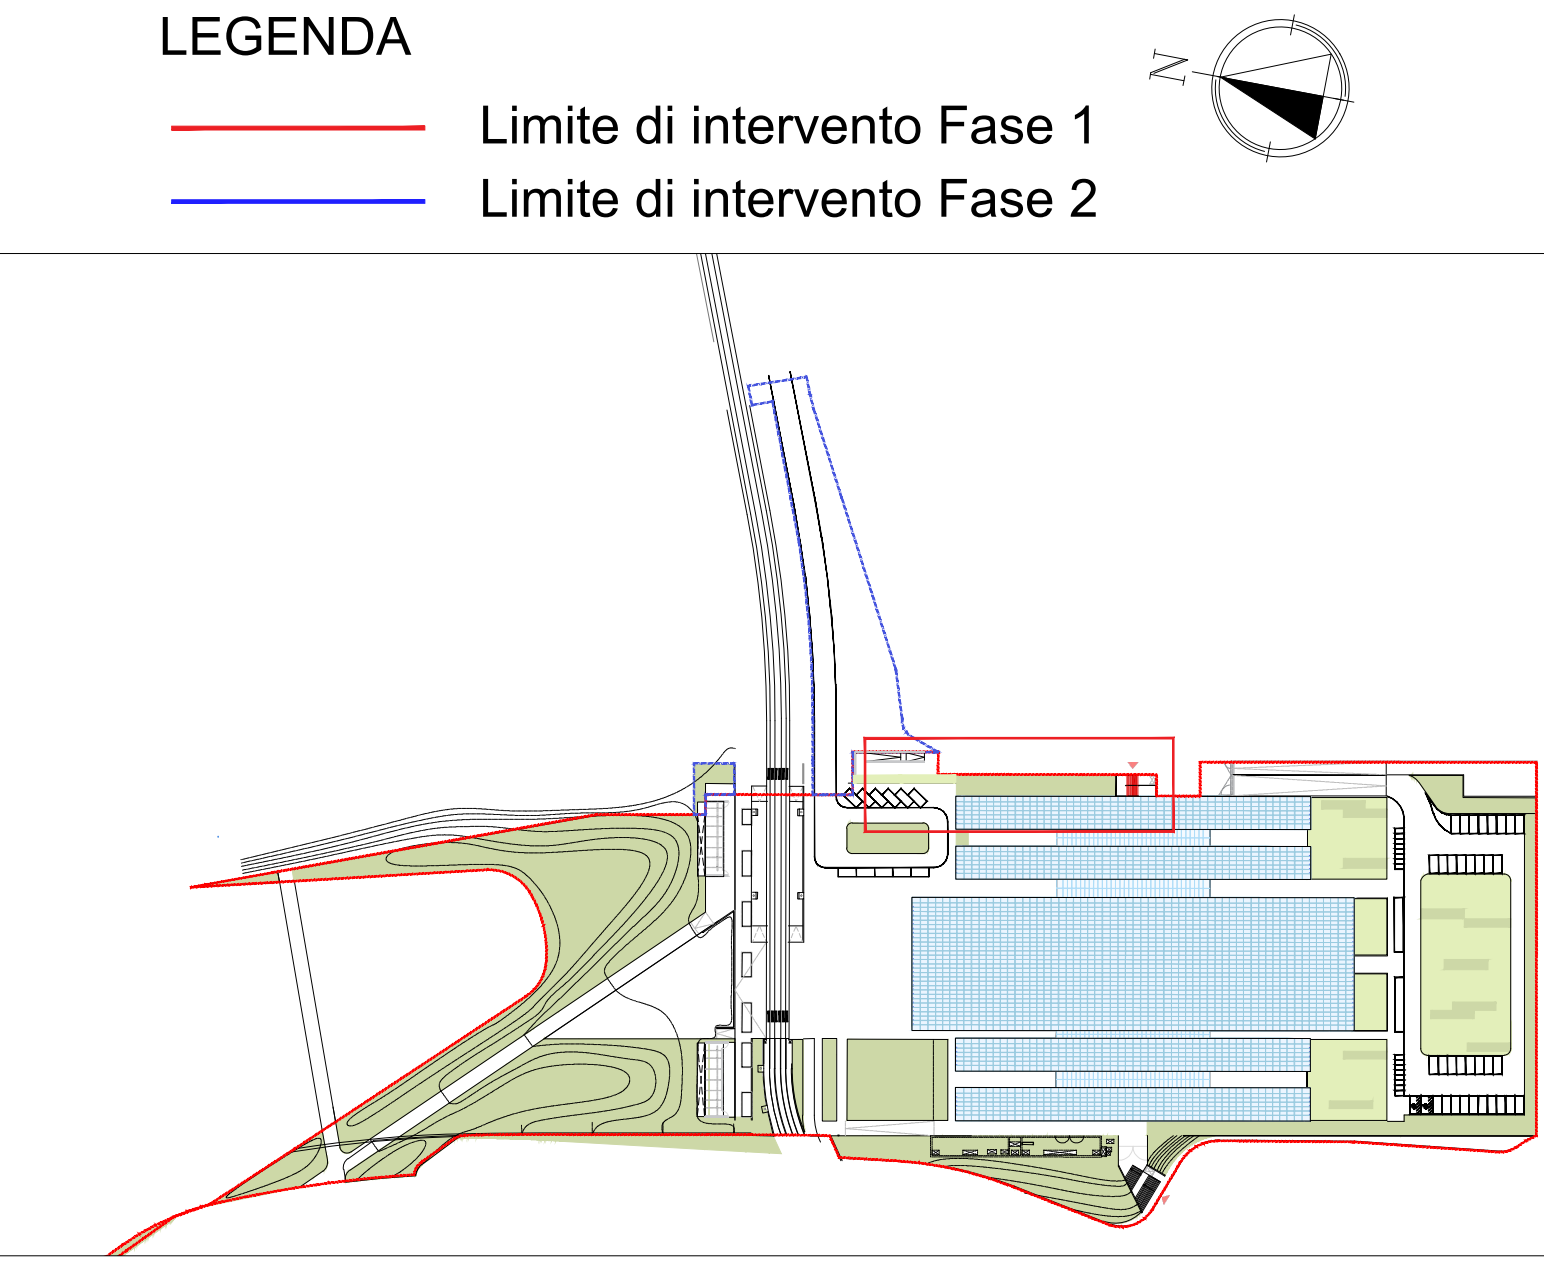 LEGENDA
N
Limite di intervento Fase 1
Limite di intervento Fase 2